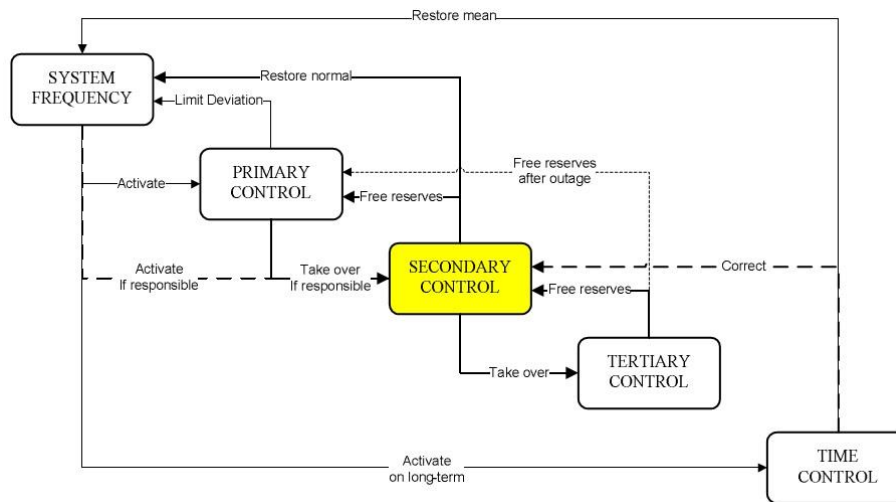 Restore mean
SYSTEM
FREQUENCY
Restore normal
Limit Deviation
PRIMARY
CONTROL
Free reserves
after outage
Activate
Free reserves
SECONDARY
CONTROL
Activate
If responsible
Take over
If responsible
Correct
Free reserves
TERTIARY
CONTROL
Take over
TIME
CONTROL
Activate
on long-term